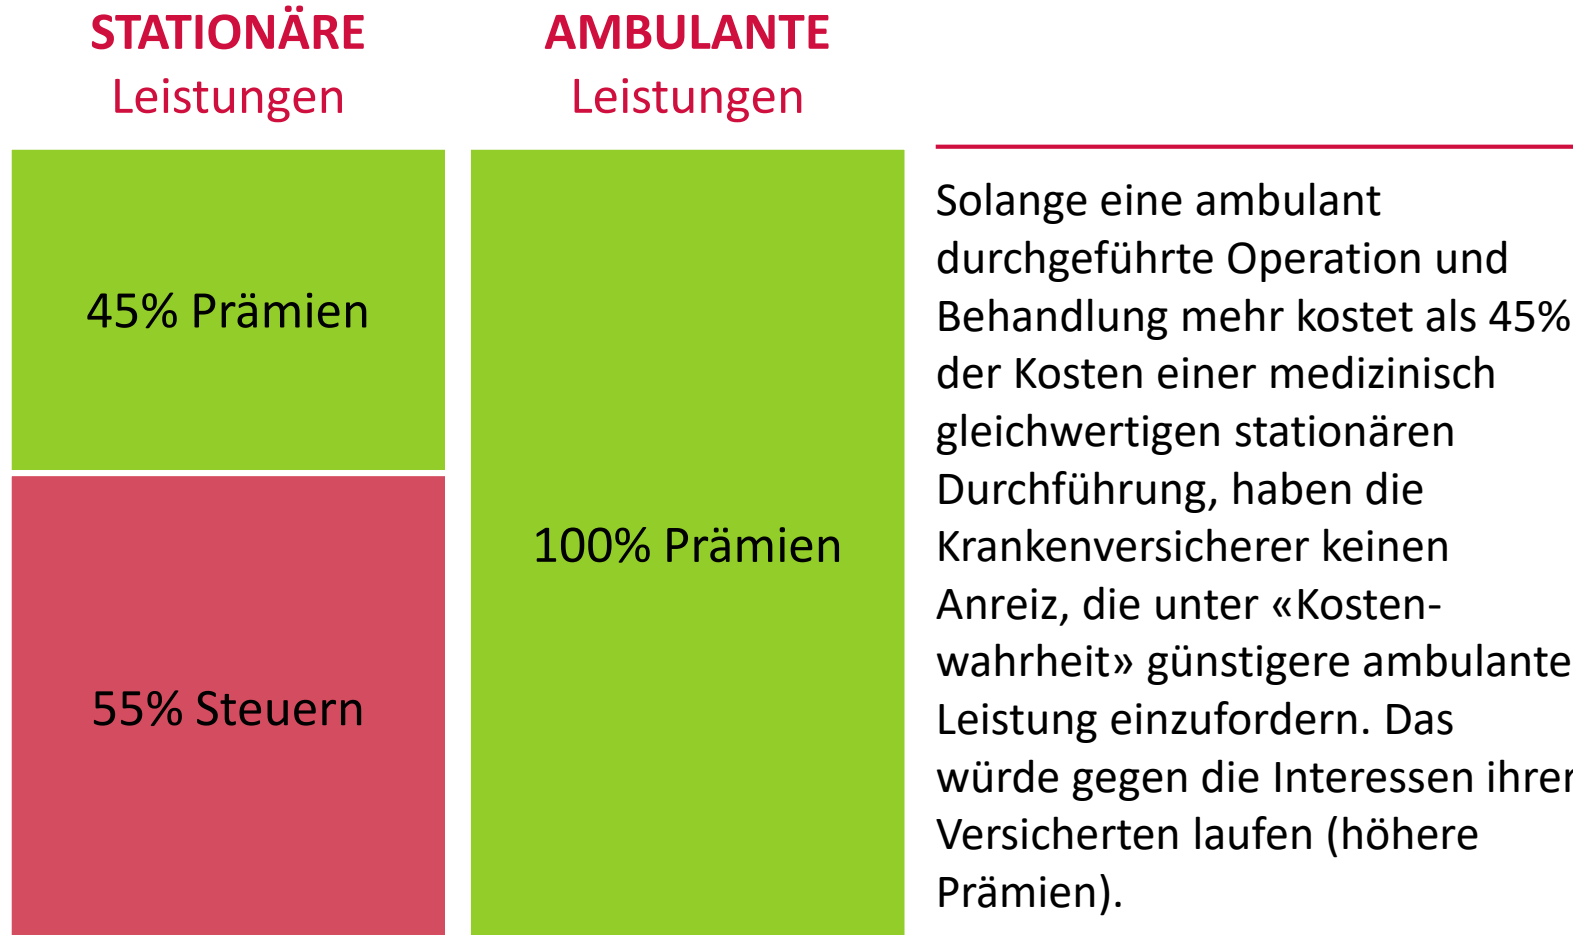 STATIONÄRE
Leistungen
AMBULANTE
Leistungen
45% Prämien
55% Steuern
100% Prämien
Solange eine ambulant
durchgeführte Operation und
Behandlung mehr kostet als 45%
der Kosten einer medizinisch
gleichwertigen stationären
Durchführung, haben die
Krankenversicherer keinen
Anreiz, die unter «Kosten-
wahrheit» günstigere ambulante
Leistung einzufordern. Das
würde gegen die Interessen ihrer
Versicherten laufen (höhere
Prämien).